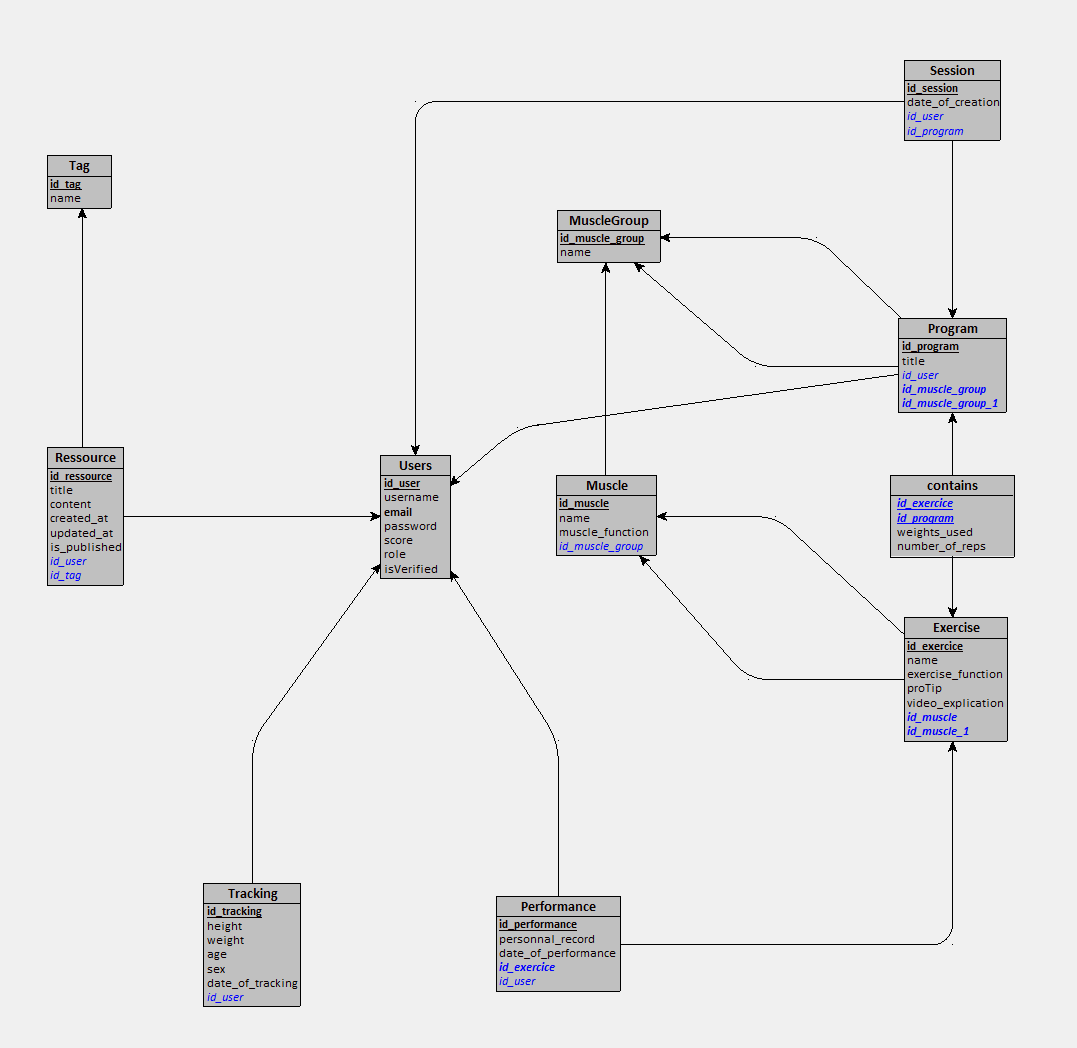 Session
id_session
date_of_creation
id_user
id_program
Tag
id_tag
name
MuscleGroup
id_muscle_group
name
Program
id_program
title
id_user
id_muscle_group
id_muscle_group_1
Ressource
id_ressource
title
content
created_at
updated_at
is_published
id_user
id_tag
Users
id_user
username
email
password
score
role
isVerified
Muscle
id_muscle
name
muscle_function
id_muscle_group
contains
id_exercice
id_program
weights_used
number_of_reps
Exercise
id_exercice
name
exercise_function
proTip
video_explication
id_muscle
id_muscle_1
Tracking
id_tracking
height
weight
age
sex
date_of_tracking
id_user
Performance
id_performance
personnal_record
date_of_performance
id_exercice
id_user